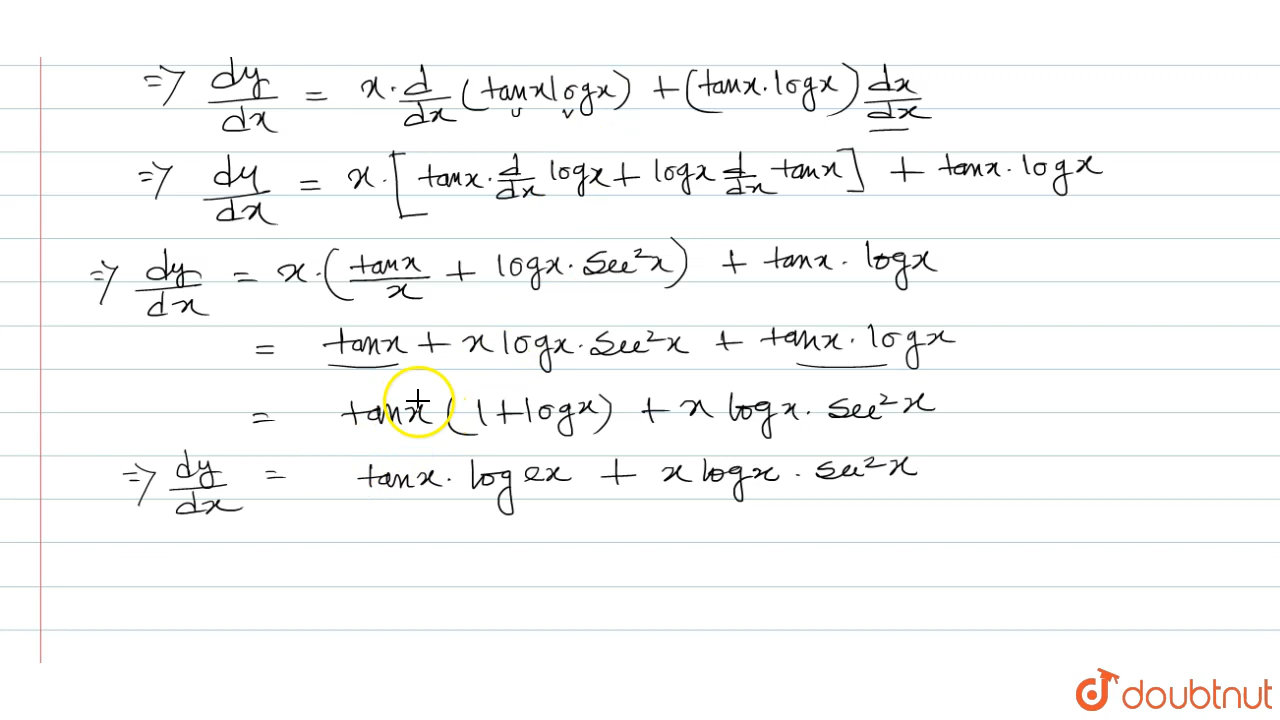 => dy/dx = x · d/dx (tanx logx) + (tanx · logx) dx/dx
u v
=> dy/dx = x · [tanx · d/dx logx + logx d/dx tanx] + tanx · logx
=> dy/dx = x · (tanx/x + logx · sec²x) + tanx · logx
= tanx + x logx · sec²x + tanx · logx
= tanx (1 + logx) + x logx · sec²x
=> dy/dx = tanx · log ex + x logx · sec²x
doubtnut